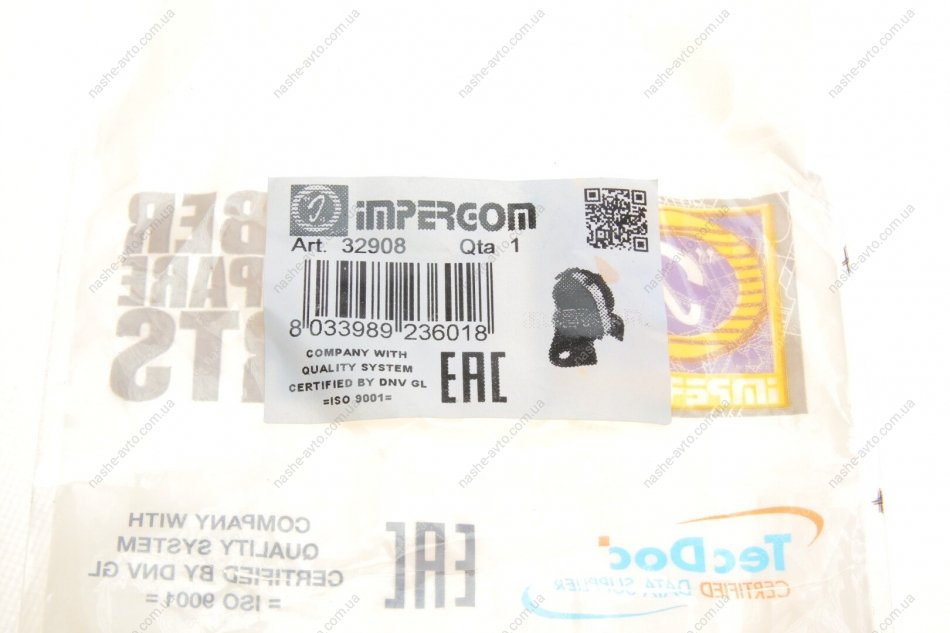 impergom
Art. 32908 Qta 1
8 033989 236018
COMPANY WITH
QUALITY SYSTEM
CERTIFIED BY DNV GL
=ISO 9001=
EAC
BER
PARE
RTS
IMPE
COMPANY WITH
QUALITY SYSTEM
CERTIFIED BY DNV GL
= ISO 9001 =
EAC
TecDoc
CERTIFIED DATA SUPPLIER
nashe-avto.com.ua